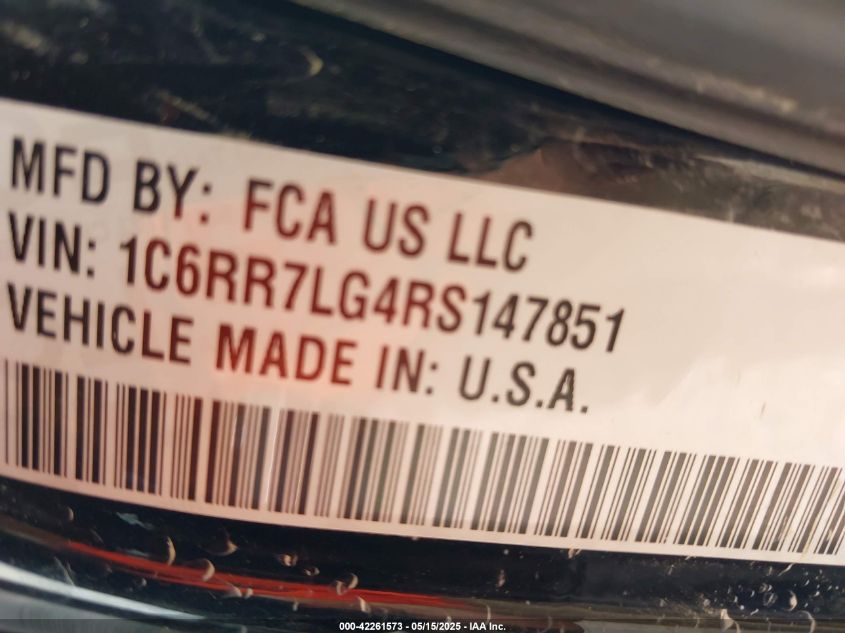 MFD BY: FCA US LLC
VIN: 1C6RR7LG4RS147851
VEHICLE MADE IN: U.S.A.
000-42261573 — 05/15/2025 - IAA Inc.